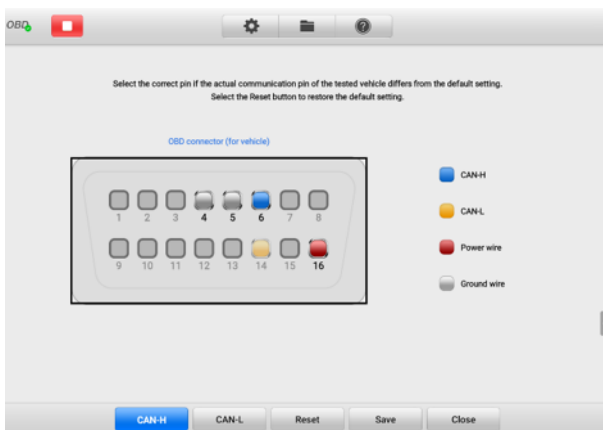 OBD
Select the correct pin if the actual communication pin of the tested vehicle differs from the default setting.
Select the Reset button to restore the default setting.
OBD connector (for vehicle)
1 2 3 4 5 6 7 8
9 10 11 12 13 14 15 16
CAN-H
CAN-L
Power wire
Ground wire
CAN-H CAN-L Reset Save Close